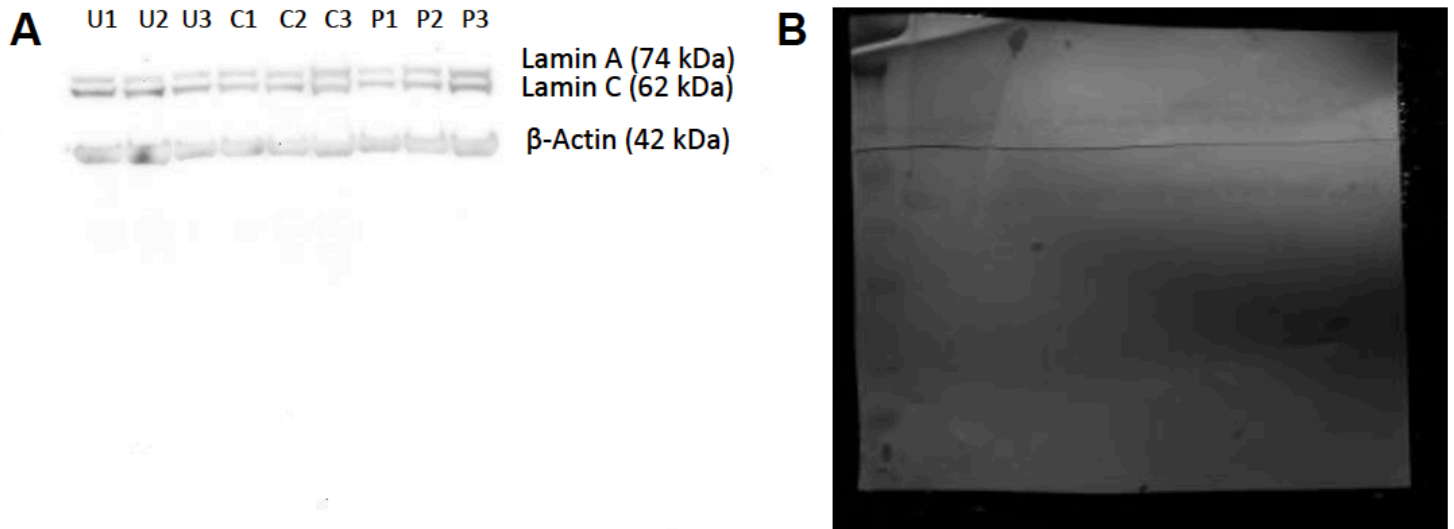 A
U1 U2 U3 C1 C2 C3 P1 P2 P3
Lamin A (74 kDa)
Lamin C (62 kDa)
β-Actin (42 kDa)
B